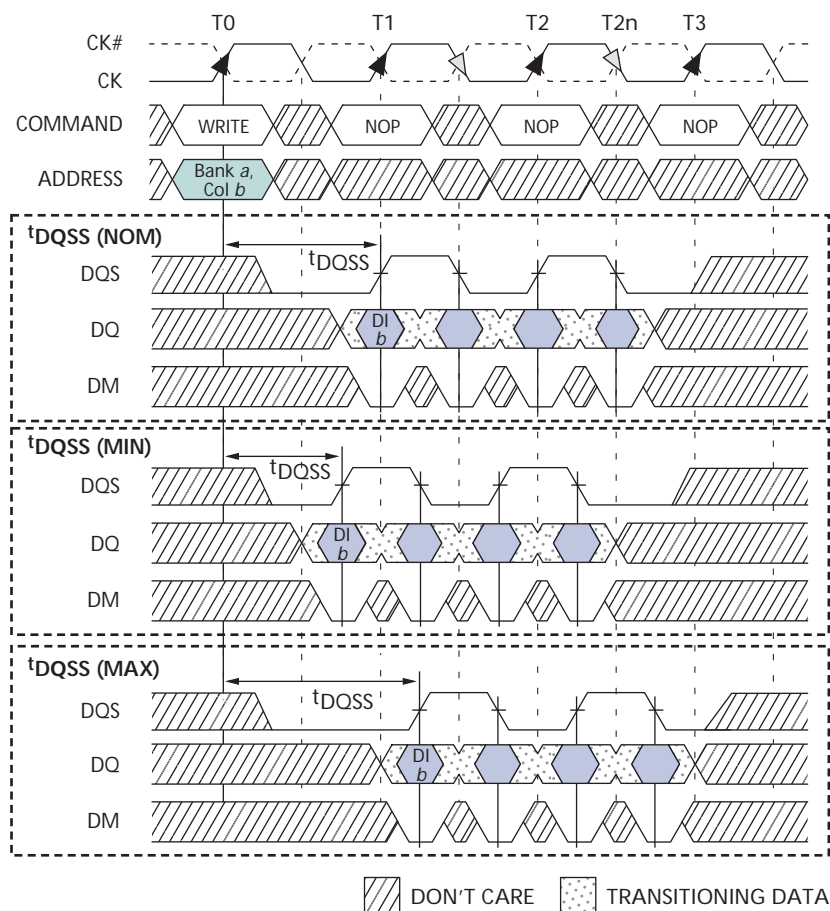 T0 T1 T2 T2n T3
CK#
CK
COMMAND WRITE NOP NOP NOP
ADDRESS Bank a,
Col b
tDQSS (NOM)
tDQSS
DQS
DQ DI
b
DM
tDQSS (MIN)
tDQSS
DQS
DQ DI
b
DM
tDQSS (MAX)
tDQSS
DQS
DQ DI
b
DM
DON'T CARE TRANSITIONING DATA